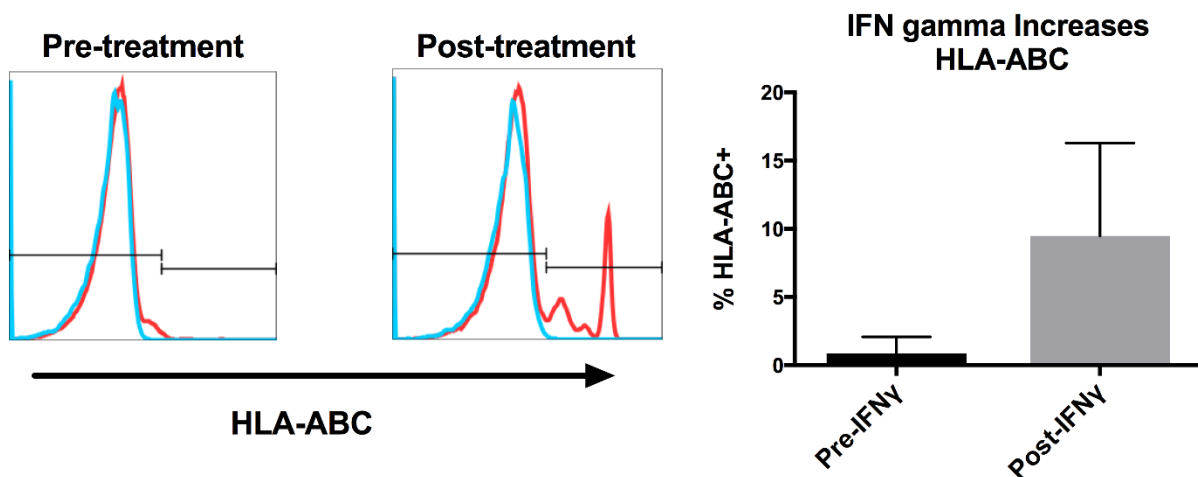 Pre-treatment
Post-treatment
HLA-ABC
IFN gamma Increases
HLA-ABC
% HLA-ABC+
20
15
10
5
0
Pre-IFNγ
Post-IFNγ